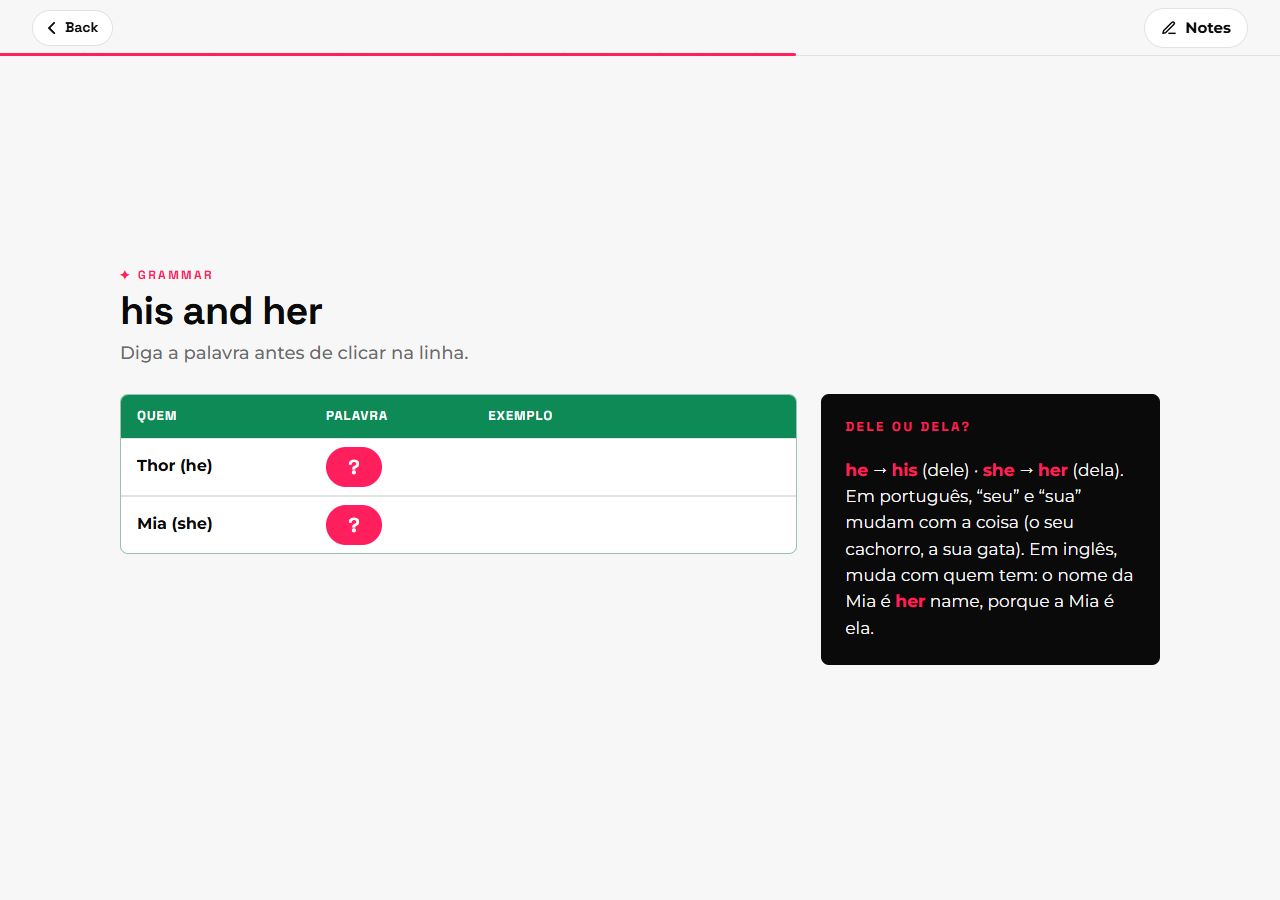 Back
Notes
✦ GRAMMAR
his and her
Diga a palavra antes de clicar na linha.
QUEM PALAVRA EXEMPLO
Thor (he) ?
Mia (she) ?
DELE OU DELA?
he → his (dele) · she → her (dela).
Em português, “seu” e “sua”
mudam com a coisa (o seu
cachorro, a sua gata). Em inglês,
muda com quem tem: o nome da
Mia é her name, porque a Mia é
ela.